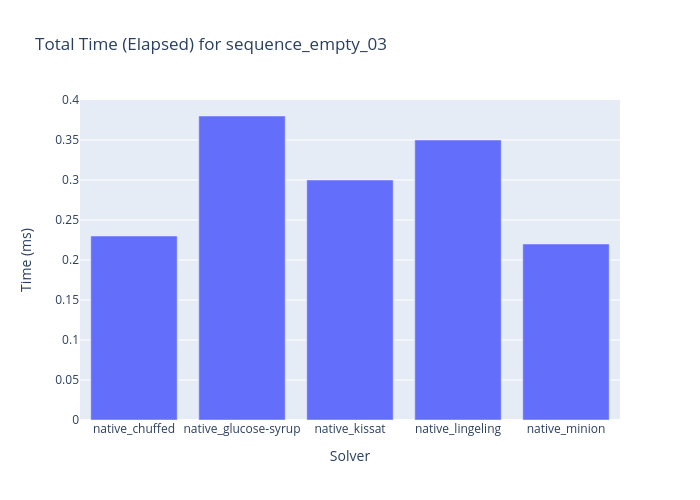 Total Time (Elapsed) for sequence_empty_03
0.4
0.35
0.3
0.25
0.2
0.15
0.1
0.05
0
Time (ms)
native_chuffed native_glucose-syrup native_kissat native_lingeling native_minion
Solver